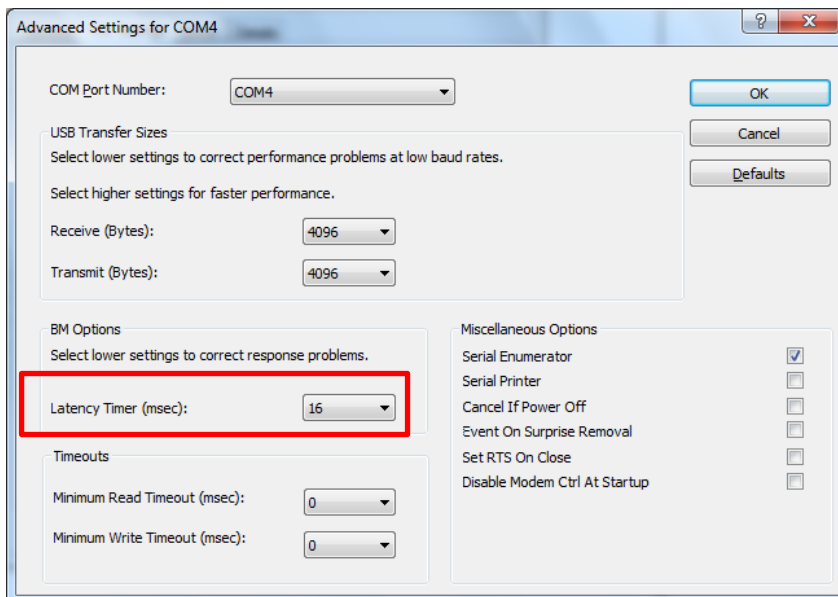 Advanced Settings for COM4
COM Port Number:
COM4
OK
Cancel
Defaults
USB Transfer Sizes
Select lower settings to correct performance problems at low baud rates.
Select higher settings for faster performance.
Receive (Bytes):
4096
Transmit (Bytes):
4096
BM Options
Select lower settings to correct response problems.
Latency Timer (msec):
16
Timeouts
Minimum Read Timeout (msec):
0
Minimum Write Timeout (msec):
0
Miscellaneous Options
Serial Enumerator
Serial Printer
Cancel If Power Off
Event On Surprise Removal
Set RTS On Close
Disable Modem Ctrl At Startup